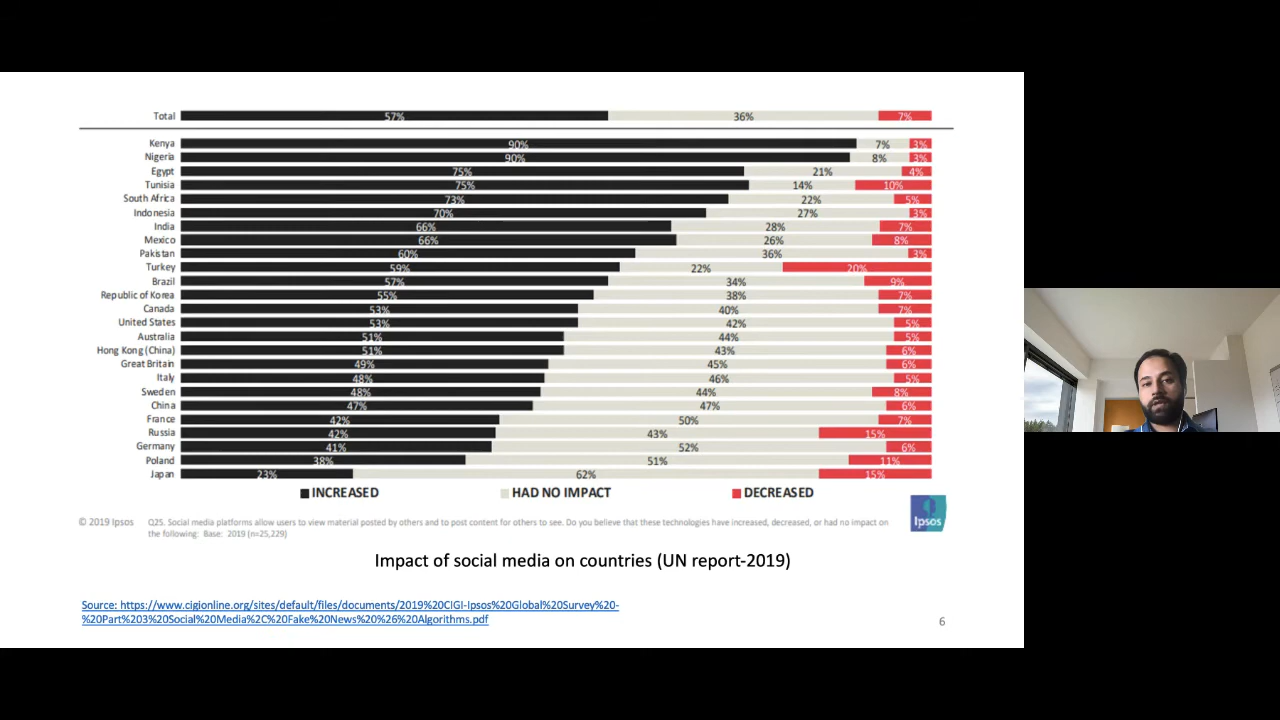 Total 57% 36% 7%
Kenya 90% 7% 3%
Nigeria 90% 8% 3%
Egypt 75% 21% 4%
Tunisia 75% 14% 10%
South Africa 73% 22% 5%
Indonesia 70% 27% 3%
India 66% 28% 7%
Mexico 66% 26% 8%
Pakistan 60% 36% 3%
Turkey 59% 22% 20%
Brazil 57% 34% 9%
Republic of Korea 55% 38% 7%
Canada 53% 40% 7%
United States 53% 42% 5%
Australia 51% 44% 5%
Hong Kong (China) 51% 43% 6%
Great Britain 49% 45% 6%
Italy 48% 46% 5%
Sweden 48% 44% 8%
China 47% 47% 6%
France 42% 50% 7%
Russia 42% 43% 15%
Germany 41% 52% 6%
Poland 38% 51% 11%
Japan 23% 62% 15%
INCREASED HAD NO IMPACT DECREASED
© 2019 Ipsos Q25. Social media platforms allow users to view material posted by others and to post content for others to see. Do you believe that these technologies have increased, decreased, or had no impact on
the following: Base: 2019 (n=25,229)
Ipsos
Impact of social media on countries (UN report-2019)
Source: https://www.cigionline.org/sites/default/files/documents/2019%20CIGI-Ipsos%20Global%20Survey%20-
%20Part%203%20Social%20Media%2C%20Fake%20News%20%26%20Algorithms.pdf
6